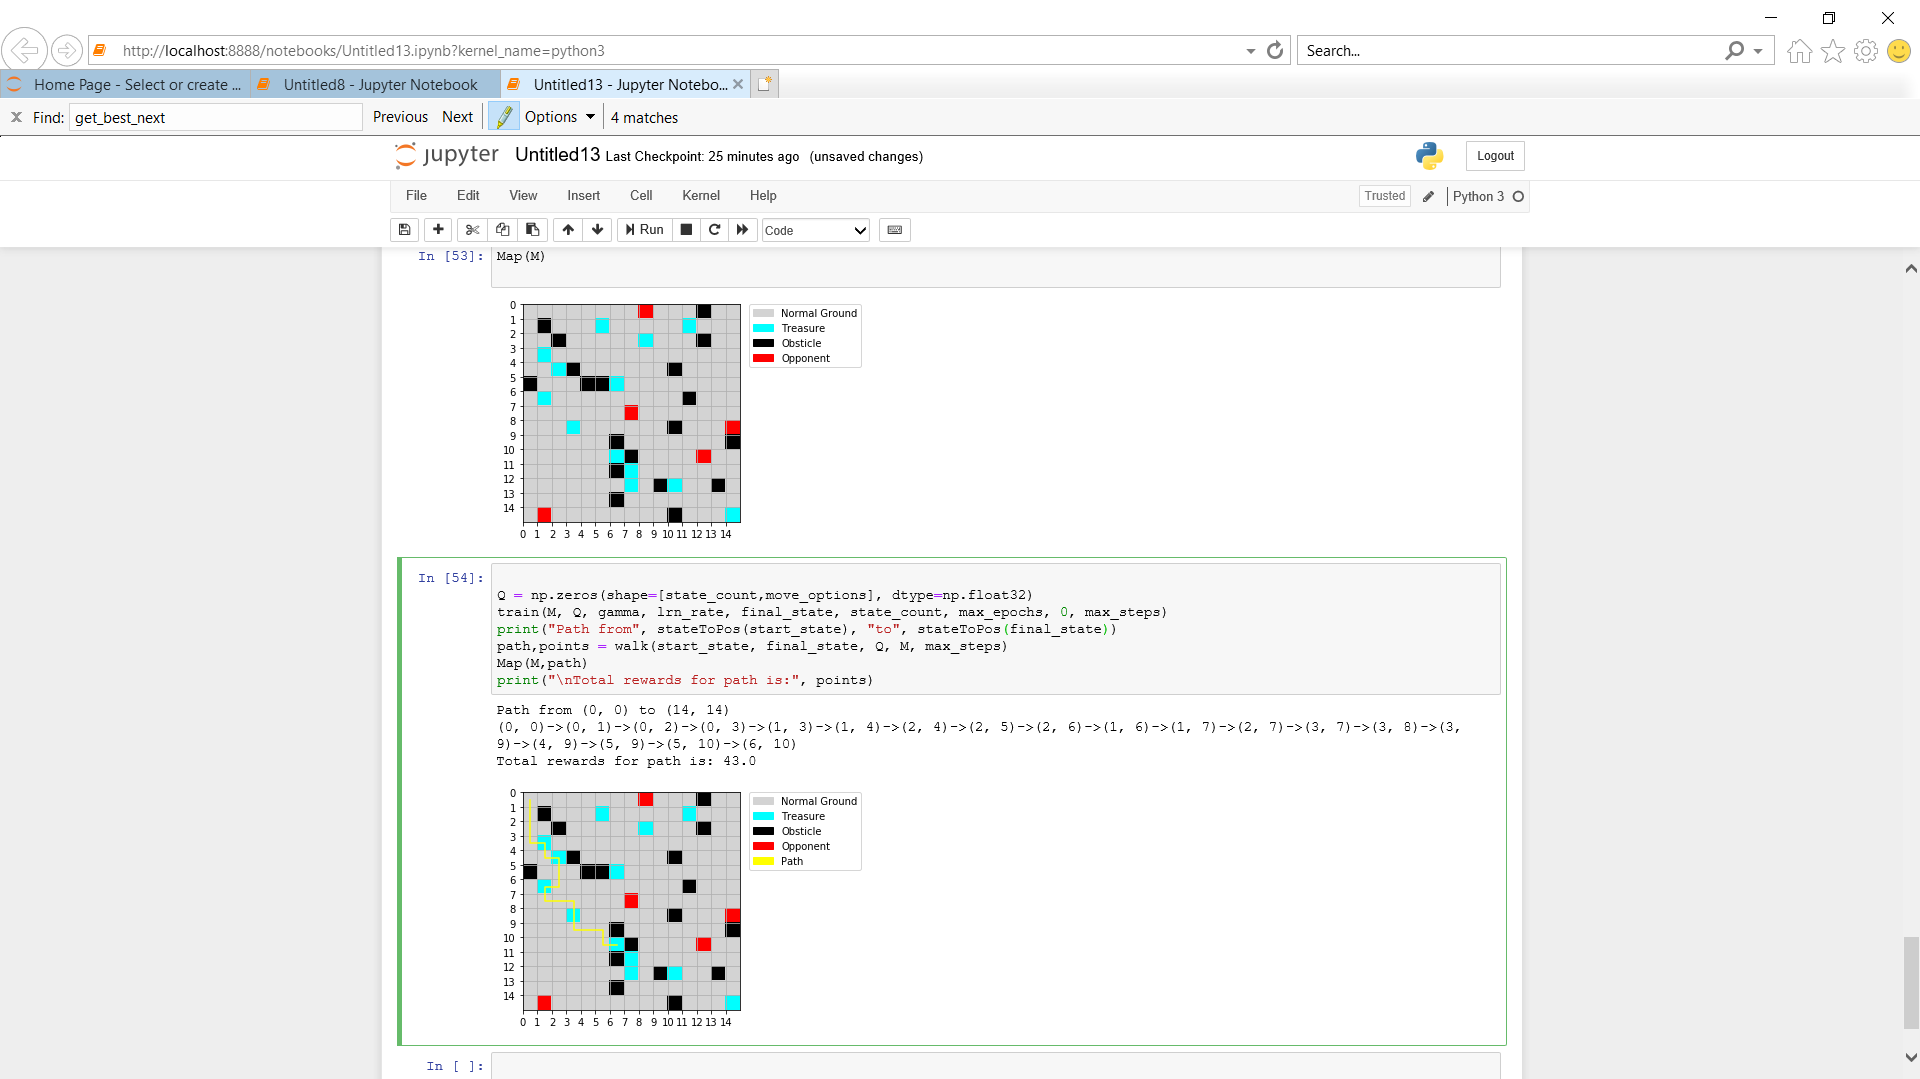 http://localhost:8888/notebooks/Untitled13.ipynb?kernel_name=python3
Search...
Home Page - Select or create ...
Untitled8 - Jupyter Notebook
Untitled13 - Jupyter Notebo...
X Find: get_best_next Previous Next Options 4 matches
jupyter Untitled13 Last Checkpoint: 25 minutes ago (unsaved changes)
Logout
File Edit View Insert Cell Kernel Help
Trusted Python 3
Run Code
In [53]: Map(M)
0
1
2
3
4
5
6
7
8
9
10
11
12
13
14
0 1 2 3 4 5 6 7 8 9 10 11 12 13 14
Normal Ground
Treasure
Obsticle
Opponent
In [54]:
Q = np.zeros(shape=[state_count,move_options], dtype=np.float32)
train(M, Q, gamma, lrn_rate, final_state, state_count, max_epochs, 0, max_steps)
print("Path from", stateToPos(start_state), "to", stateToPos(final_state))
path,points = walk(start_state, final_state, Q, M, max_steps)
Map(M,path)
print("\nTotal rewards for path is:", points)
Path from (0, 0) to (14, 14)
(0, 0)->(0, 1)->(0, 2)->(0, 3)->(1, 3)->(1, 4)->(2, 4)->(2, 5)->(2, 6)->(1, 6)->(1, 7)->(2, 7)->(3, 7)->(3, 8)->(3,
9)->(4, 9)->(5, 9)->(5, 10)->(6, 10)
Total rewards for path is: 43.0
0
1
2
3
4
5
6
7
8
9
10
11
12
13
14
0 1 2 3 4 5 6 7 8 9 10 11 12 13 14
Normal Ground
Treasure
Obsticle
Opponent
Path
In [ ]: